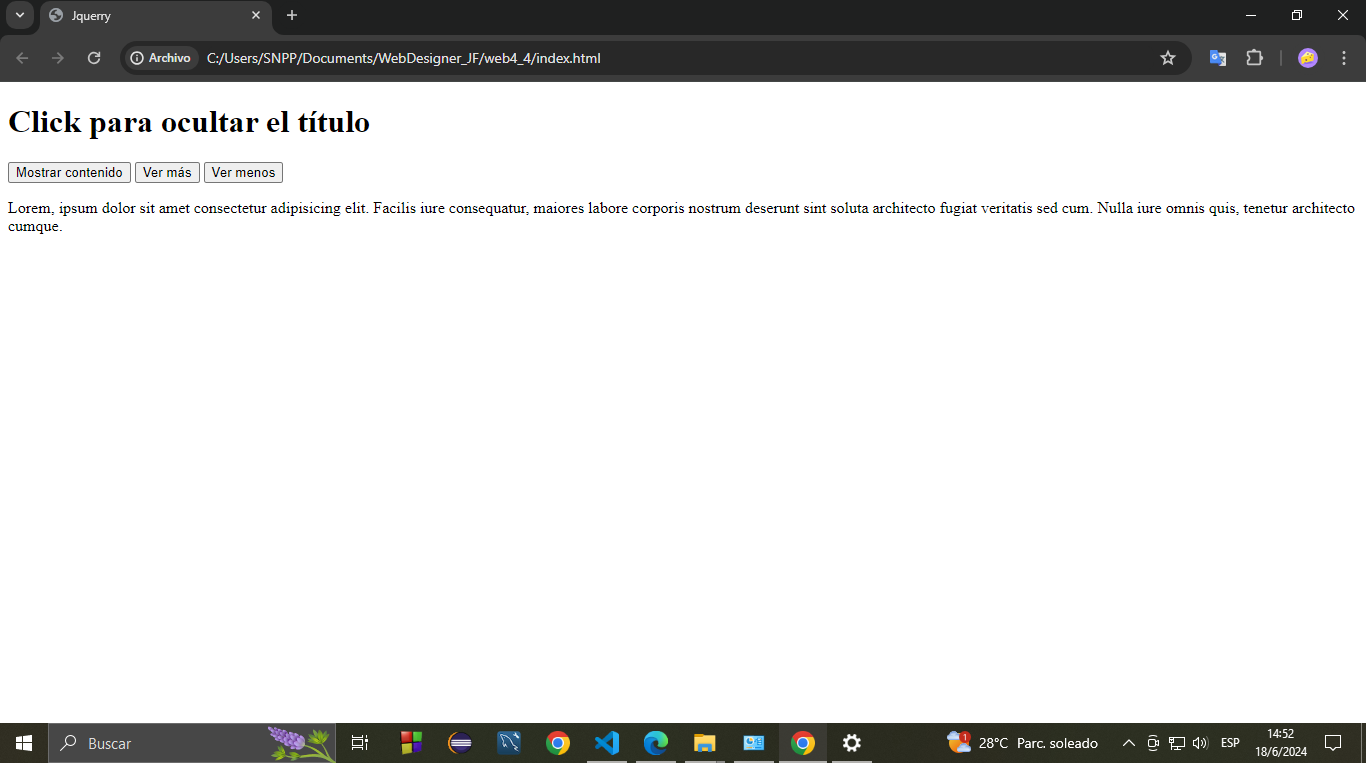 Jquerry
Archivo C:/Users/SNPP/Documents/WebDesigner_JF/web4_4/index.html
Click para ocultar el título
Mostrar contenido Ver más Ver menos
Lorem, ipsum dolor sit amet consectetur adipisicing elit. Facilis iure consequatur, maiores labore corporis nostrum deserunt sint soluta architecto fugiat veritatis sed cum. Nulla iure omnis quis, tenetur architecto
cumque.
Buscar 1 28°C Parc. soleado ESP 14:52
18/6/2024